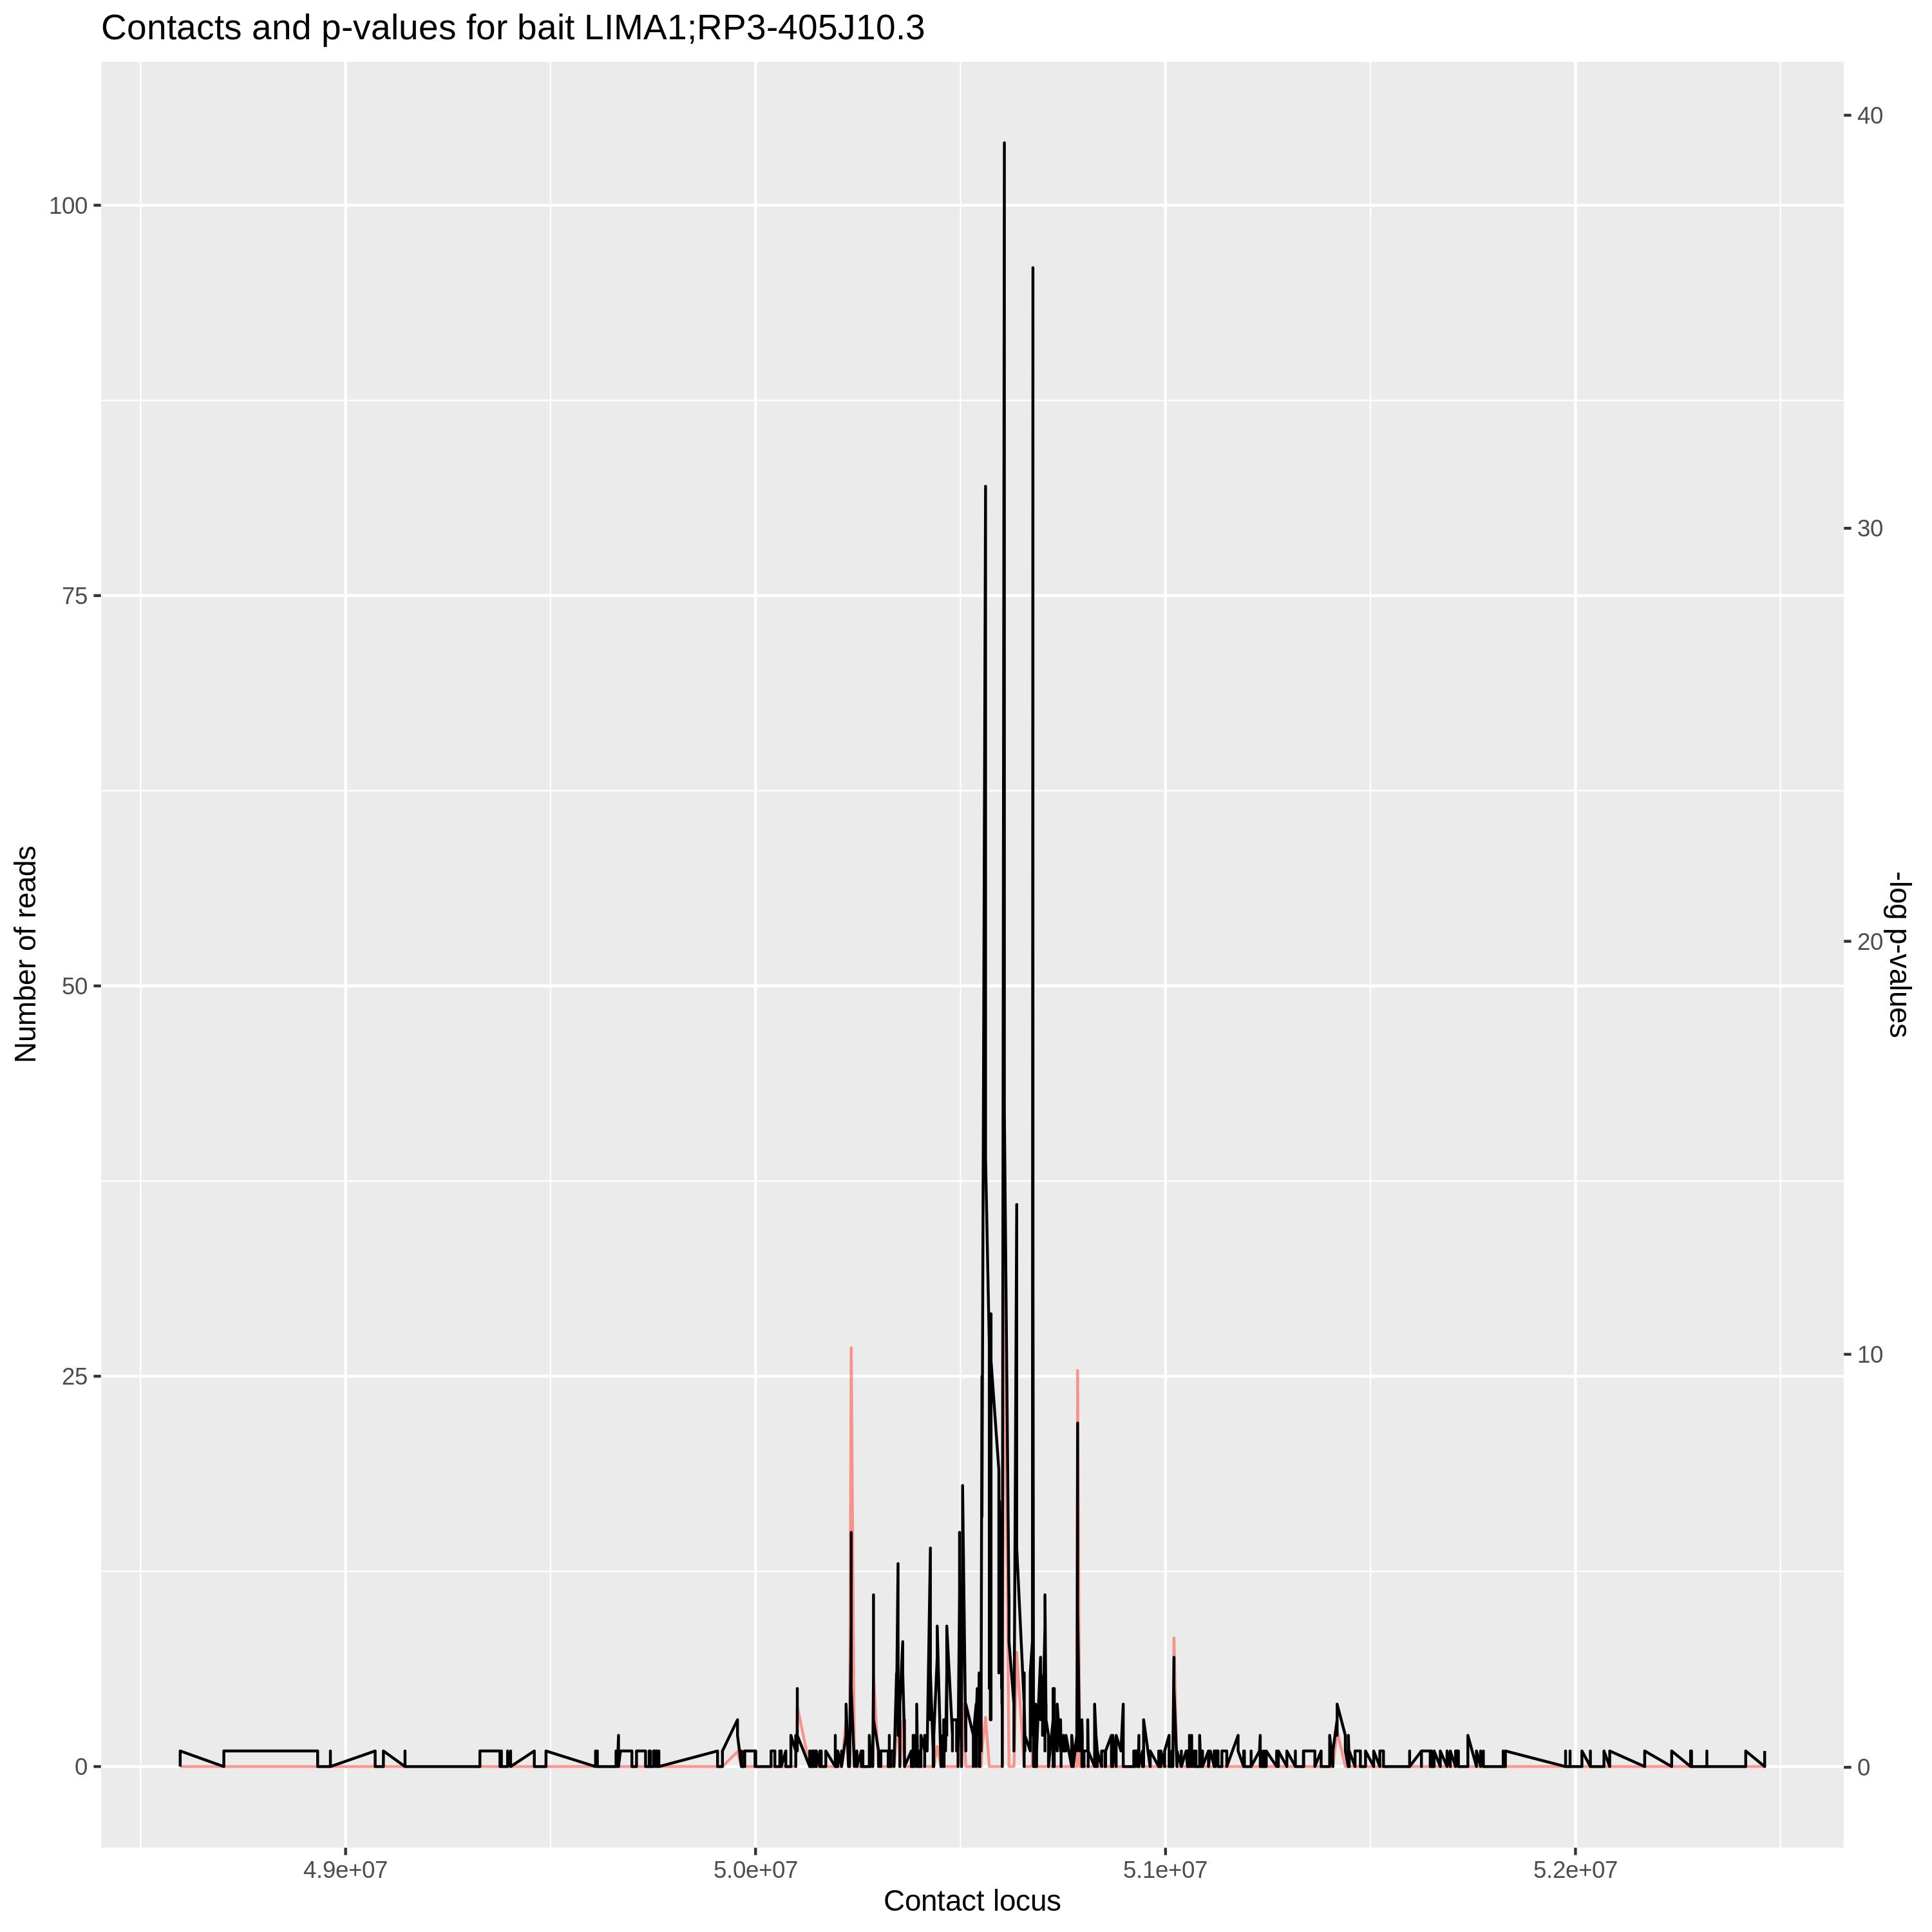 Contacts and p-values for bait LIMA1;RP3-405J10.3
Number of reads
100
75
50
25
0
40
30
20
10
0
-log p-values
4.9e+07 5.0e+07 5.1e+07 5.2e+07
Contact locus